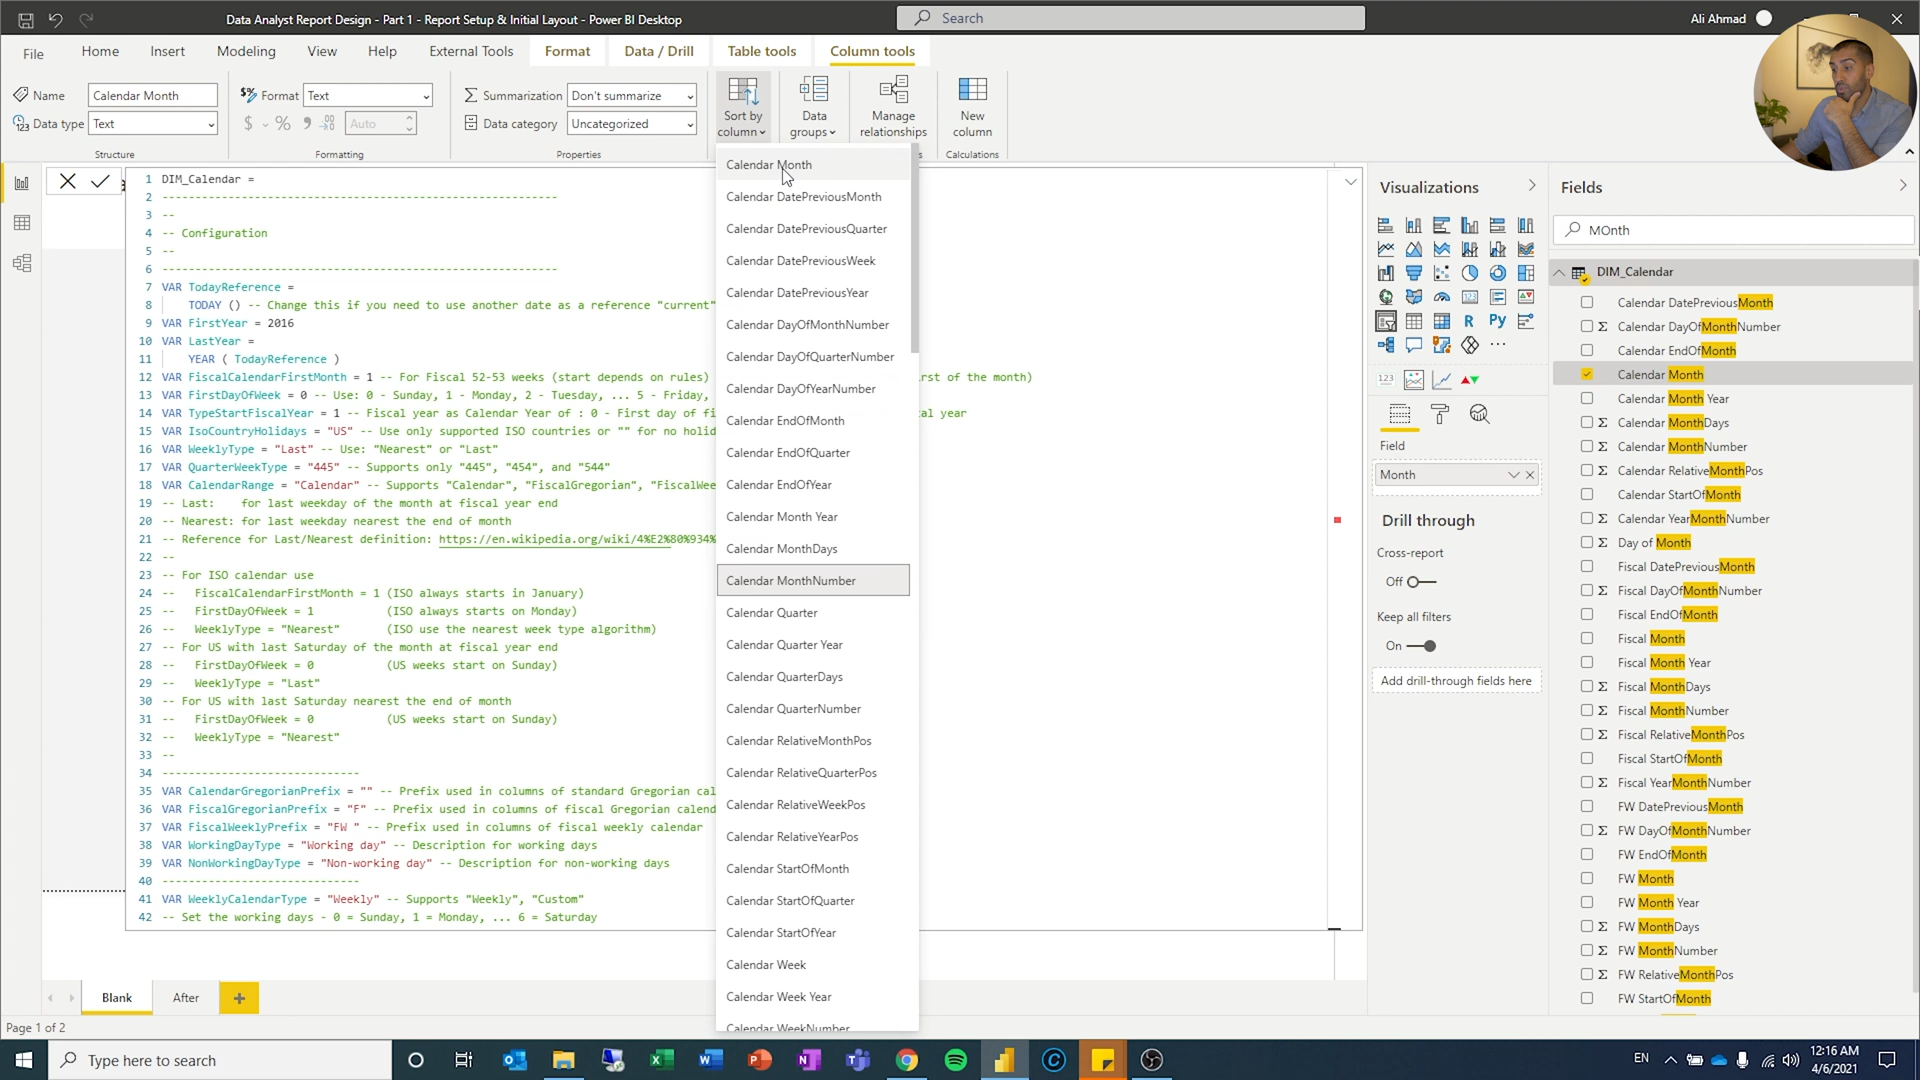 Data Analyst Report Design - Part 1 - Report Setup & Initial Layout - Power BI Desktop
Search
Ali Ahmad
File
Home
Insert
Modeling
View
Help
External Tools
Format
Data / Drill
Table tools
Column tools
Name
Calendar Month
Format
Text
Summarization
Don't summarize
Data type
Text
$
%
Auto
Data category
Uncategorized
Sort by
column
Data
groups
Manage
relationships
New
column
Structure
Formatting
Properties
Calculations
1 DIM_Calendar =
2 ------------------------------------------------------------
3 --
4 -- Configuration
5 --
6 ------------------------------------------------------------
7 VAR TodayReference =
8 TODAY () -- Change this if you need to use another date as a reference "current"
9 VAR FirstYear = 2016
10 VAR LastYear =
11 YEAR ( TodayReference )
12 VAR FiscalCalendarFirstMonth = 1 -- For Fiscal 52-53 weeks (start depends on rules) rst of the month)
13 VAR FirstDayOfWeek = 0 -- Use: 0 - Sunday, 1 - Monday, 2 - Tuesday, ... 5 - Friday,
14 VAR TypeStartFiscalYear = 1 -- Fiscal year as Calendar Year of : 0 - First day of fi cal year
15 VAR IsoCountryHolidays = "US" -- Use only supported ISO countries or "" for no holid
16 VAR WeeklyType = "Last" -- Use: "Nearest" or "Last"
17 VAR QuarterWeekType = "445" -- Supports only "445", "454", and "544"
18 VAR CalendarRange = "Calendar" -- Supports "Calendar", "FiscalGregorian", "FiscalWee
19 -- Last: for last weekday of the month at fiscal year end
20 -- Nearest: for last weekday nearest the end of month
21 -- Reference for Last/Nearest definition: https://en.wikipedia.org/wiki/4%E2%80%934%
22 --
23 -- For ISO calendar use
24 -- FiscalCalendarFirstMonth = 1 (ISO always starts in January)
25 -- FirstDayOfWeek = 1 (ISO always starts on Monday)
26 -- WeeklyType = "Nearest" (ISO use the nearest week type algorithm)
27 -- For US with last Saturday of the month at fiscal year end
28 -- FirstDayOfWeek = 0 (US weeks start on Sunday)
29 -- WeeklyType = "Last"
30 -- For US with last Saturday nearest the end of month
31 -- FirstDayOfWeek = 0 (US weeks start on Sunday)
32 -- WeeklyType = "Nearest"
33 --
34 ------------------------------
35 VAR CalendarGregorianPrefix = "" -- Prefix used in columns of standard Gregorian cal
36 VAR FiscalGregorianPrefix = "F" -- Prefix used in columns of fiscal Gregorian calend
37 VAR FiscalWeeklyPrefix = "FW " -- Prefix used in columns of fiscal weekly calendar
38 VAR WorkingDayType = "Working day" -- Description for working days
39 VAR NonWorkingDayType = "Non-working day" -- Description for non-working days
40 ------------------------------
41 VAR WeeklyCalendarType = "Weekly" -- Supports "Weekly", "Custom"
42 -- Set the working days - 0 = Sunday, 1 = Monday, ... 6 = Saturday
Calendar Month
Calendar DatePreviousMonth
Calendar DatePreviousQuarter
Calendar DatePreviousWeek
Calendar DatePreviousYear
Calendar DayOfMonthNumber
Calendar DayOfQuarterNumber
Calendar DayOfYearNumber
Calendar EndOfMonth
Calendar EndOfQuarter
Calendar EndOfYear
Calendar Month Year
Calendar MonthDays
Calendar MonthNumber
Calendar Quarter
Calendar Quarter Year
Calendar QuarterDays
Calendar QuarterNumber
Calendar RelativeMonthPos
Calendar RelativeQuarterPos
Calendar RelativeWeekPos
Calendar RelativeYearPos
Calendar StartOfMonth
Calendar StartOfQuarter
Calendar StartOfYear
Calendar Week
Calendar Week Year
Calendar WeekNumber
Visualizations
R
Py
123
Field
Month
Drill through
Cross-report
Off
Keep all filters
On
Add drill-through fields here
Fields
MOnth
DIM_Calendar
Calendar DatePreviousMonth
Calendar DayOfMonthNumber
Calendar EndOfMonth
Calendar Month
Calendar Month Year
Calendar MonthDays
Calendar MonthNumber
Calendar RelativeMonthPos
Calendar StartOfMonth
Calendar YearMonthNumber
Day of Month
Fiscal DatePreviousMonth
Fiscal DayOfMonthNumber
Fiscal EndOfMonth
Fiscal Month
Fiscal Month Year
Fiscal MonthDays
Fiscal MonthNumber
Fiscal RelativeMonthPos
Fiscal StartOfMonth
Fiscal YearMonthNumber
FW DatePreviousMonth
FW DayOfMonthNumber
FW EndOfMonth
FW Month
FW Month Year
FW MonthDays
FW MonthNumber
FW RelativeMonthPos
FW StartOfMonth
Blank
After
Page 1 of 2
Type here to search
EN
12:16 AM
4/6/2021